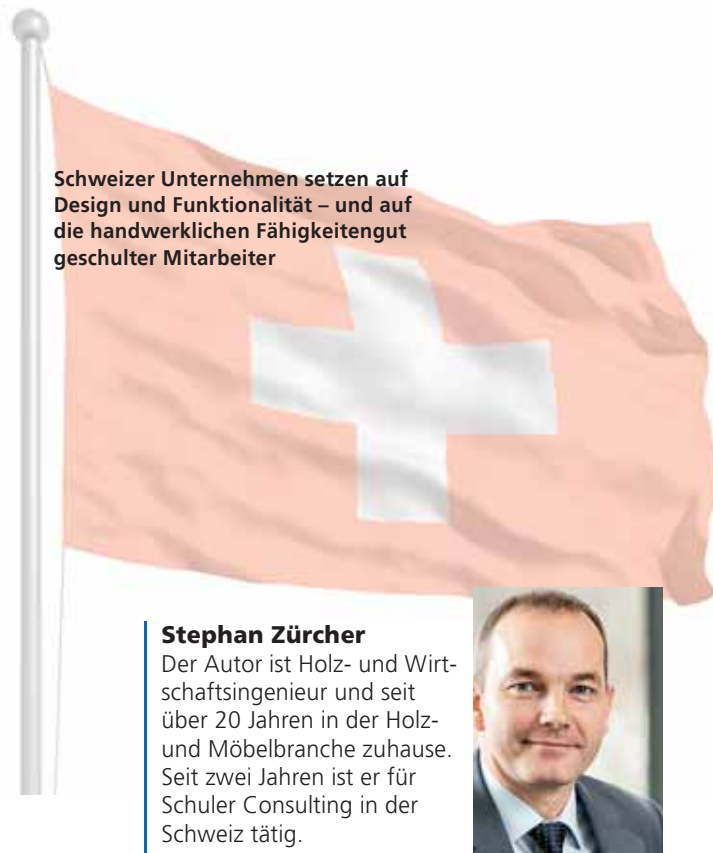 Schweizer Unternehmen setzen auf
Design und Funktionalität – und auf
die handwerklichen Fähigkeitengut
geschulter Mitarbeiter
Stephan Zürcher
Der Autor ist Holz- und Wirt-
schaftsingenieur und seit
über 20 Jahren in der Holz-
und Möbelbranche zuhause.
Seit zwei Jahren ist er für
Schuler Consulting in der
Schweiz tätig.